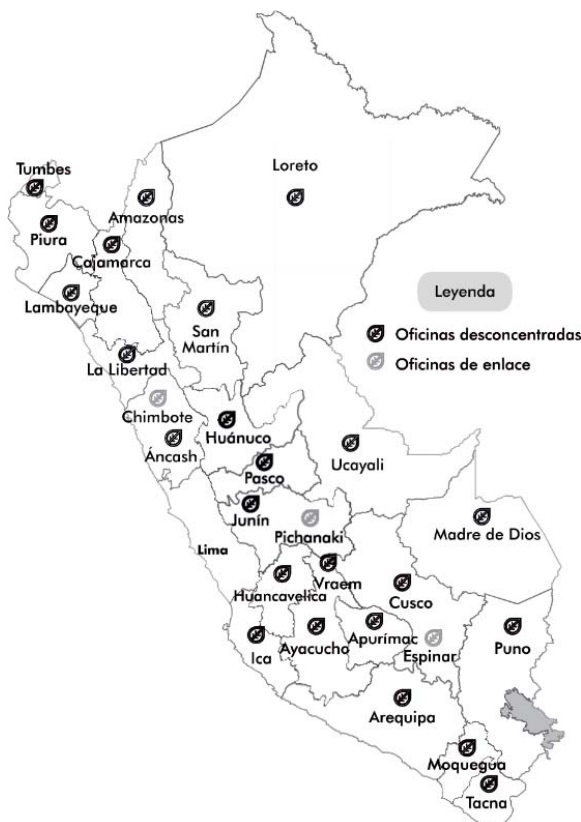 Loreto
Tumbes
Amazonas
Piura
Cajamarca
Leyenda
Lambayeque
San
Martín
Oficinas desconcentradas
La Libertad
Oficinas de enlace
Chimbote
Huánuco
Áncash
Ucayali
Pasco
Junín
Pichanaki
Madre de Dios
Lima
Vraem
Huancavelica
Cusco
Apurímac
Ayacucho
Espinar
Ica
Puno
Arequipa
Moquegua
Tacna